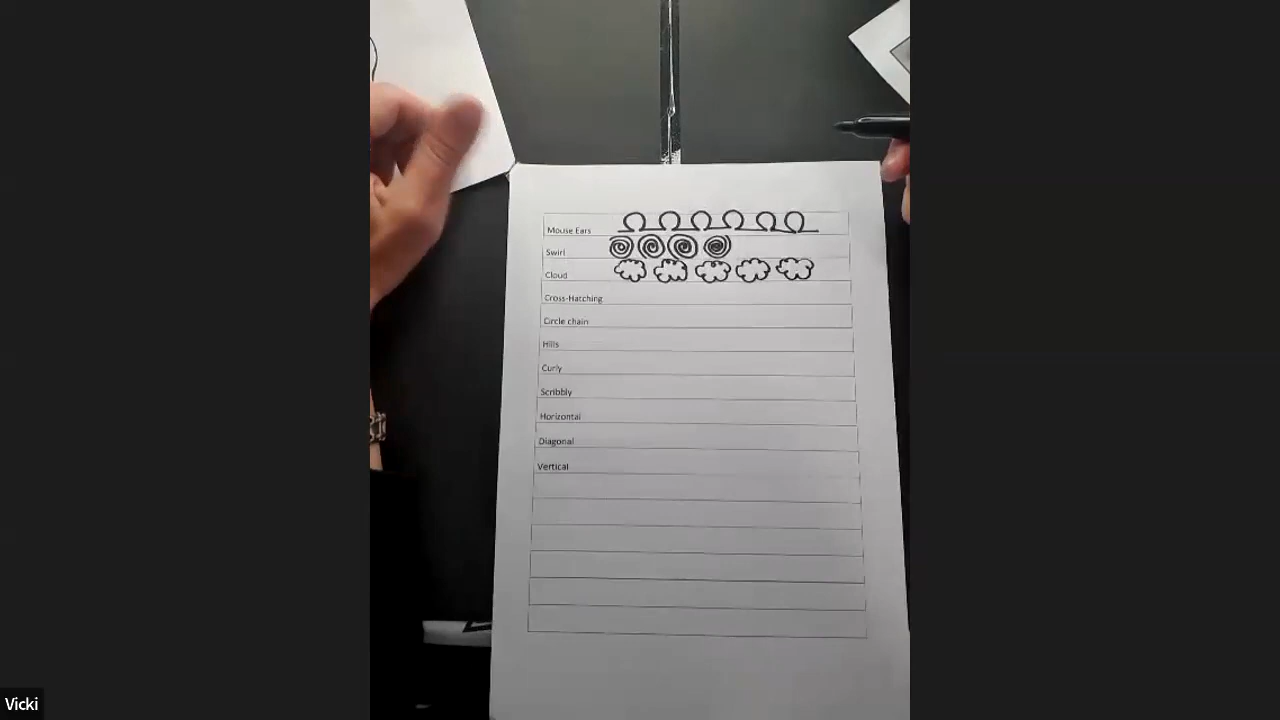 Mouse Ears
Swirl
Cloud
Cross-Hatching
Circle chain
Hills
Curly
Scribbly
Horizontal
Diagonal
Vertical
Vicki